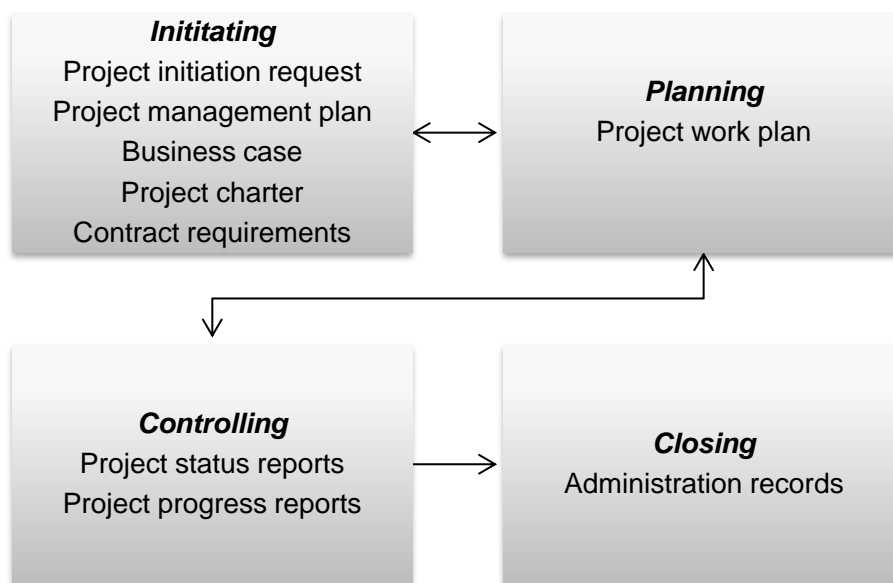 Inititating
Project initiation request
Project management plan
Business case
Project charter
Contract requirements
Planning
Project work plan
Controlling
Project status reports
Project progress reports
Closing
Administration records